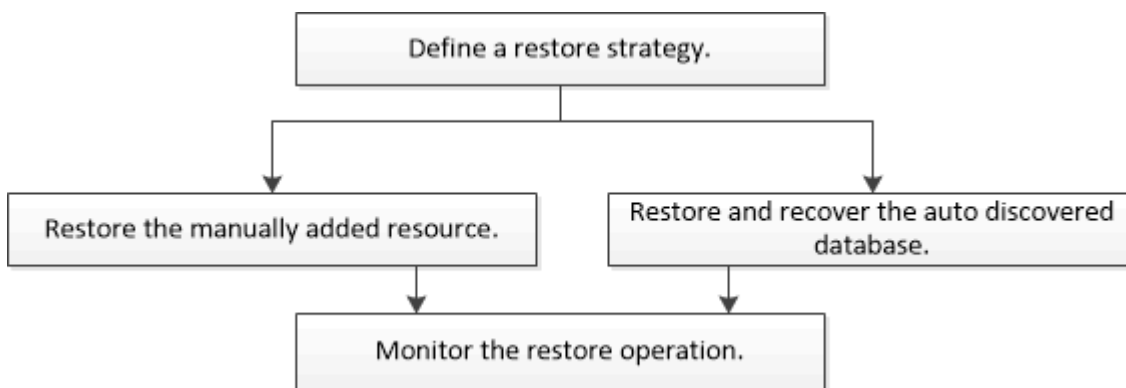 Define a restore strategy.
Restore the manually added resource.
Restore and recover the auto discovered
database.
Monitor the restore operation.